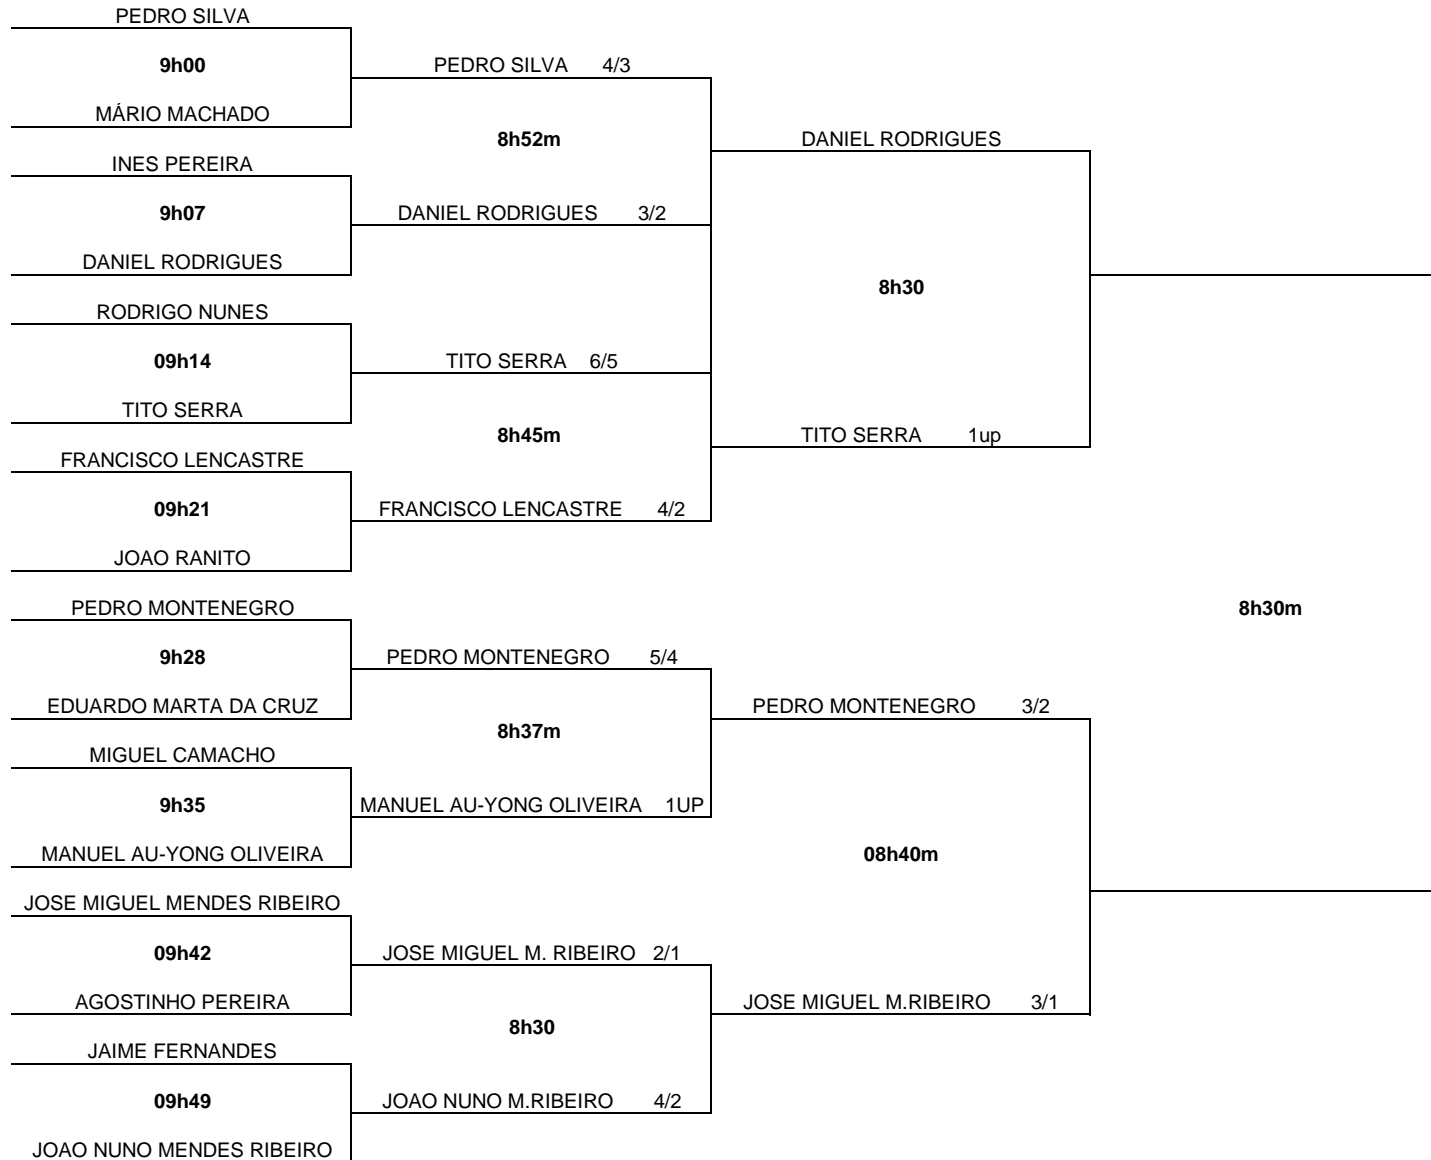 PEDRO SILVA
9h00
PEDRO SILVA 4/3
MÁRIO MACHADO
8h52m
DANIEL RODRIGUES
INES PEREIRA
9h07
DANIEL RODRIGUES 3/2
DANIEL RODRIGUES
8h30
RODRIGO NUNES
09h14
TITO SERRA 6/5
TITO SERRA
8h45m
TITO SERRA 1up
FRANCISCO LENCASTRE
09h21
FRANCISCO LENCASTRE 4/2
JOAO RANITO
PEDRO MONTENEGRO
8h30m
9h28
PEDRO MONTENEGRO 5/4
EDUARDO MARTA DA CRUZ
PEDRO MONTENEGRO 3/2
8h37m
MIGUEL CAMACHO
9h35
MANUEL AU-YONG OLIVEIRA 1UP
MANUEL AU-YONG OLIVEIRA
08h40m
JOSE MIGUEL MENDES RIBEIRO
09h42
JOSE MIGUEL M. RIBEIRO 2/1
AGOSTINHO PEREIRA
JOSE MIGUEL M.RIBEIRO 3/1
8h30
JAIME FERNANDES
09h49
JOAO NUNO M.RIBEIRO 4/2
JOAO NUNO MENDES RIBEIRO